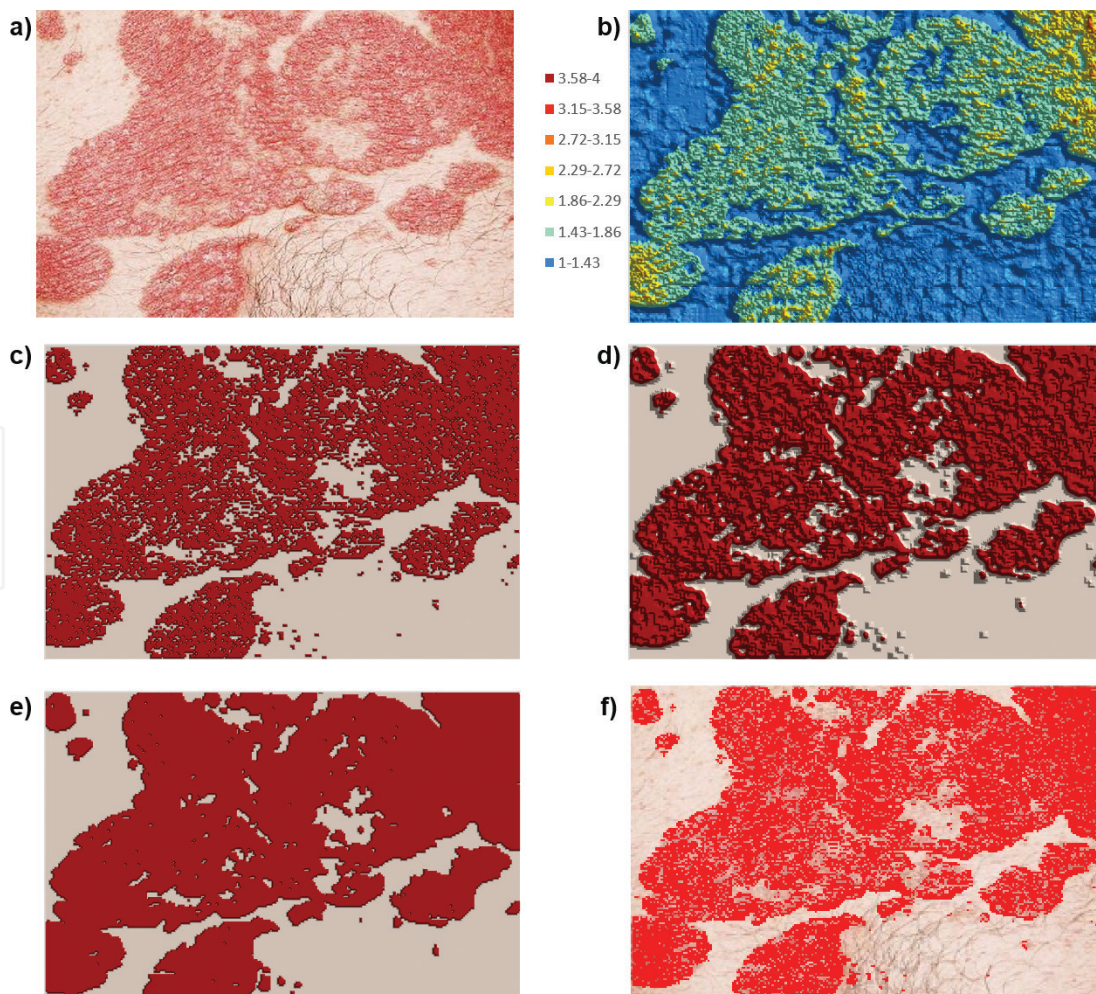 a)
b)
3.58-4
3.15-3.58
2.72-3.15
2.29-2.72
1.86-2.29
1.43-1.86
1-1.43
c)
d)
e)
f)